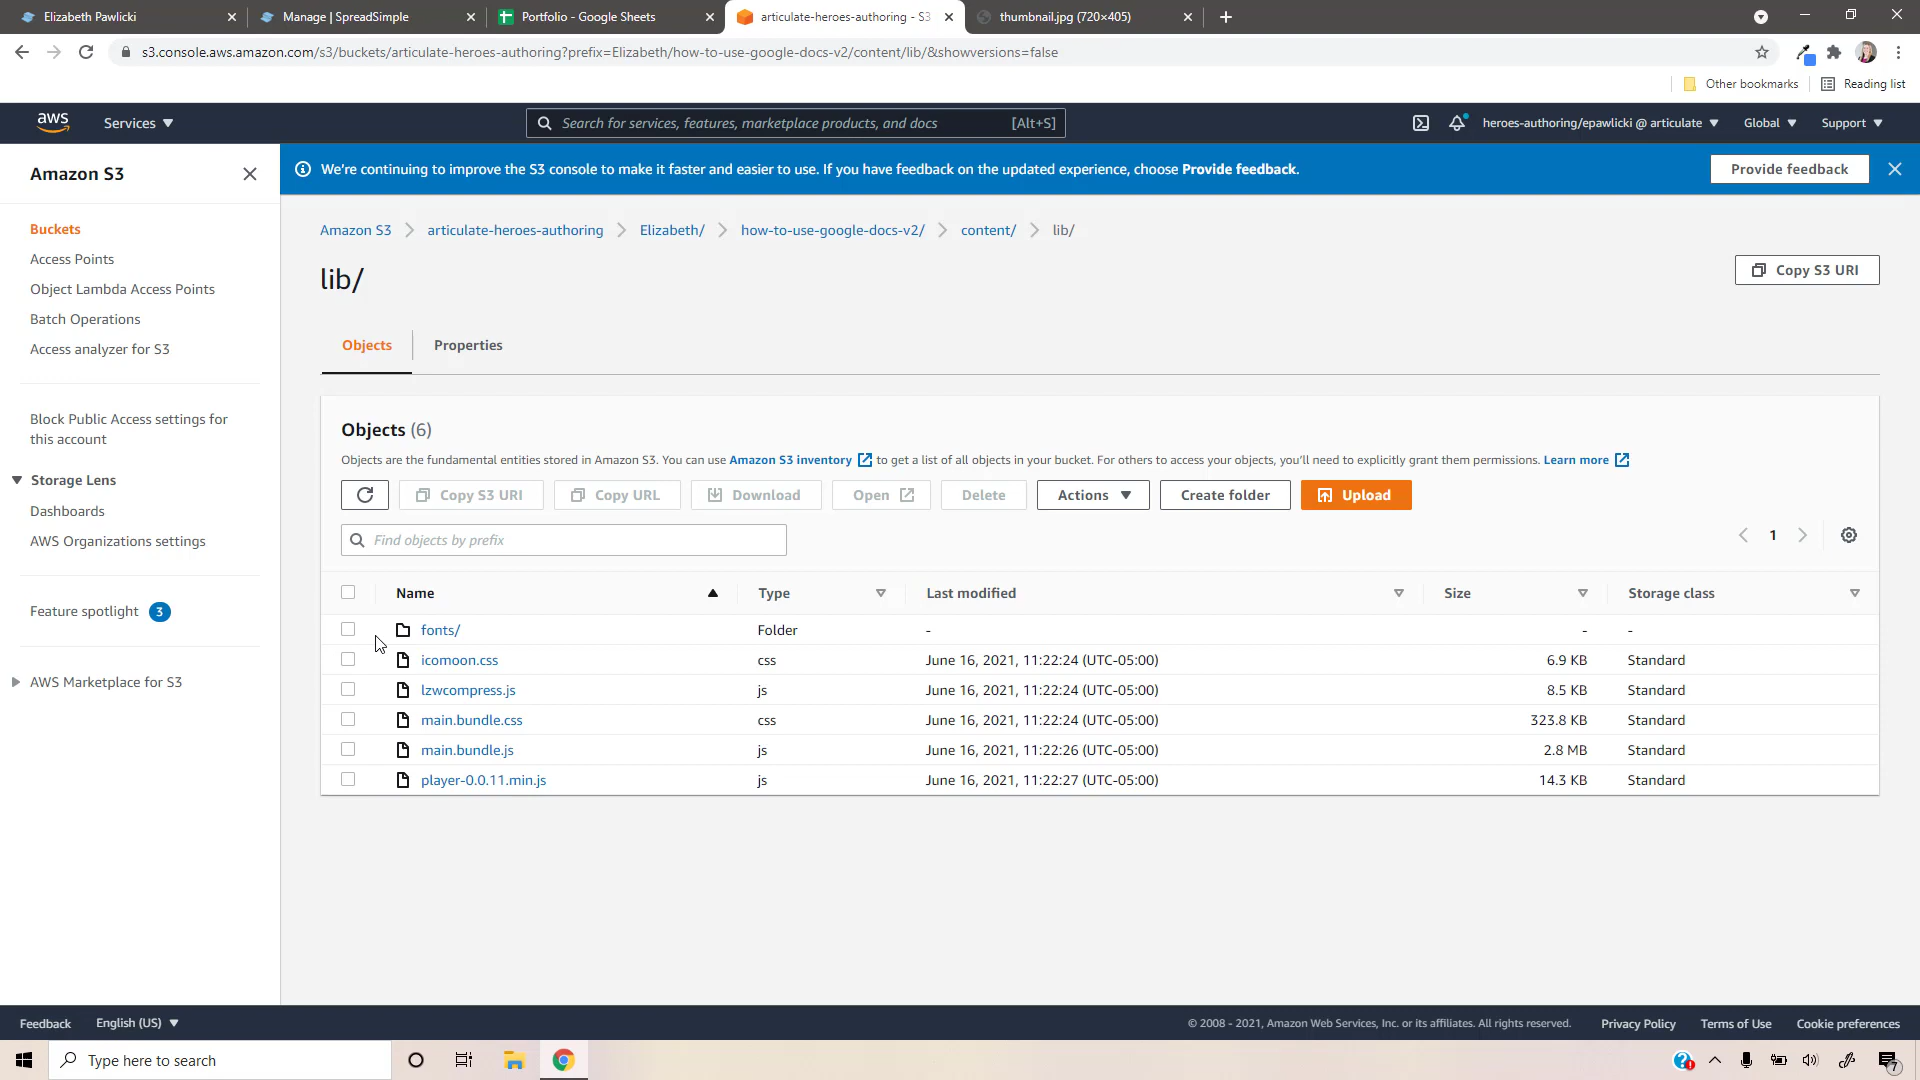 Elizabeth Pawlicki
Manage | SpreadSimple
Portfolio - Google Sheets
articulate-heroes-authoring - S3
thumbnail.jpg (720×405)
s3.console.aws.amazon.com/s3/buckets/articulate-heroes-authoring?prefix=Elizabeth/how-to-use-google-docs-v2/content/lib/&showversions=false
Other bookmarks
Reading list
aws
Services
Search for services, features, marketplace products, and docs
[Alt+S]
heroes-authoring/epawlicki @ articulate
Global
Support
Amazon S3
We're continuing to improve the S3 console to make it faster and easier to use. If you have feedback on the updated experience, choose Provide feedback.
Provide feedback
Buckets
Access Points
Object Lambda Access Points
Batch Operations
Access analyzer for S3
Block Public Access settings for
this account
Storage Lens
Dashboards
AWS Organizations settings
Feature spotlight 3
AWS Marketplace for S3
Amazon S3
articulate-heroes-authoring
Elizabeth/
how-to-use-google-docs-v2/
content/
lib/
lib/
Copy S3 URI
Objects
Properties
Objects (6)
Objects are the fundamental entities stored in Amazon S3. You can use Amazon S3 inventory to get a list of all objects in your bucket. For others to access your objects, you'll need to explicitly grant them permissions. Learn more
Copy S3 URI
Copy URL
Download
Open
Delete
Actions
Create folder
Upload
Find objects by prefix
1
Name Type Last modified Size Storage class
fonts/ Folder - - -
icomoon.css css June 16, 2021, 11:22:24 (UTC-05:00) 6.9 KB Standard
lzwcompress.js js June 16, 2021, 11:22:24 (UTC-05:00) 8.5 KB Standard
main.bundle.css css June 16, 2021, 11:22:24 (UTC-05:00) 323.8 KB Standard
main.bundle.js js June 16, 2021, 11:22:26 (UTC-05:00) 2.8 MB Standard
player-0.0.11.min.js js June 16, 2021, 11:22:27 (UTC-05:00) 14.3 KB Standard
Feedback
English (US)
© 2008 - 2021, Amazon Web Services, Inc. or its affiliates. All rights reserved.
Privacy Policy
Terms of Use
Cookie preferences
Type here to search
7